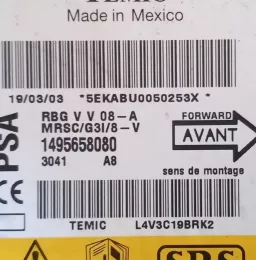 TEMIC
Made in Mexico
19/03/03 *5EKABU0050253X*
PSA
RBG V V 08-A
MRSC/G3I/8-V
1495658080
3041 A8
FORWARD
AVANT
sens de montage
CE
TEMIC L4V3C19BRK2
SRS